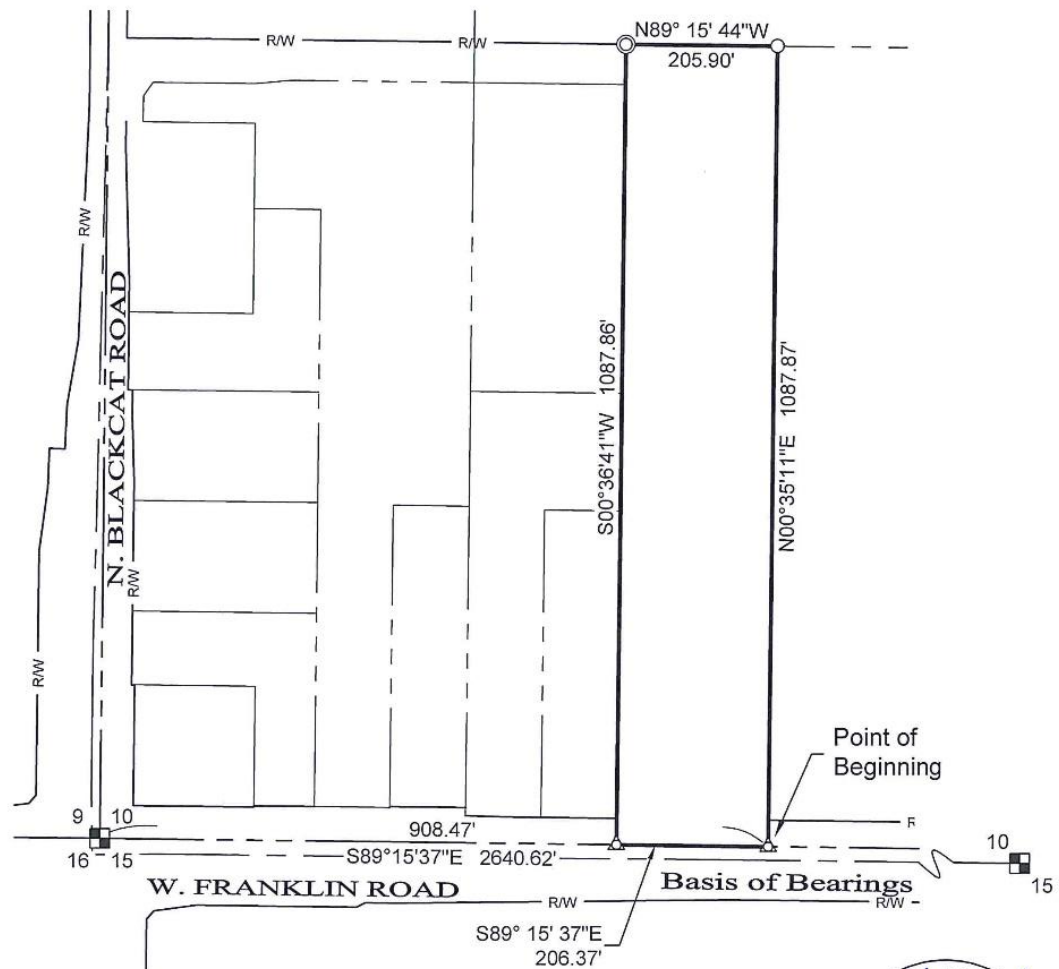 N89° 15' 44"W
205.90'
R/W
R/W
R/W
N. BLACKCAT ROAD
R/W
R/W
S00°36'41"W 1087.86'
N00°35'11"E 1087.87'
Point of
Beginning
9 10
16 15
908.47'
S89°15'37"E 2640.62'
R
10
15
W. FRANKLIN ROAD
Basis of Bearings
R/W
R/W
S89° 15' 37"E
206.37'